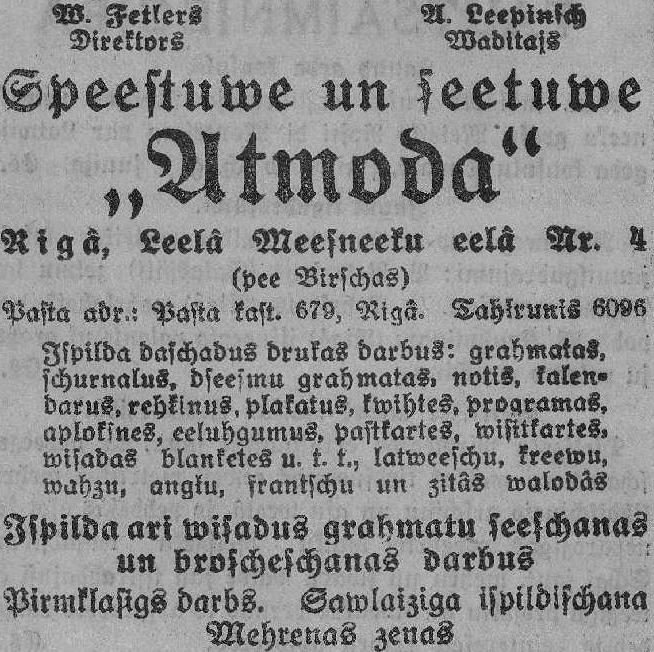 W. Fetlers
Direktors
A. Leepinsch
Waditajs
Speestuwe un seetuwe
„Atmoda“
Rigâ, Leelâ Meesneeku eelâ Nr. 4
(pee Birschas)
Pasta adr.: Pasta kast. 679, Rigâ. Tahlrunis 6096
Ispilda daschadus drukas darbus: grahmatas,
schurnalus, dseesmu grahmatas, notis, kalen-
darus, rehkinus, plakatus, kwihtes, programas,
aploksnes, eeluhgumus, pastkartes, wisitkartes,
wisadas blanketes u. t. t., latweeschu, kreewu,
wahzu, angļu, frantschu un zitâs walodâs
Ispilda ari wisadus grahmatu seeschanas
un broscheschanas darbus
Pirmklasigs darbs. Sawlaiziga ispildischana
Mehrenas zenas